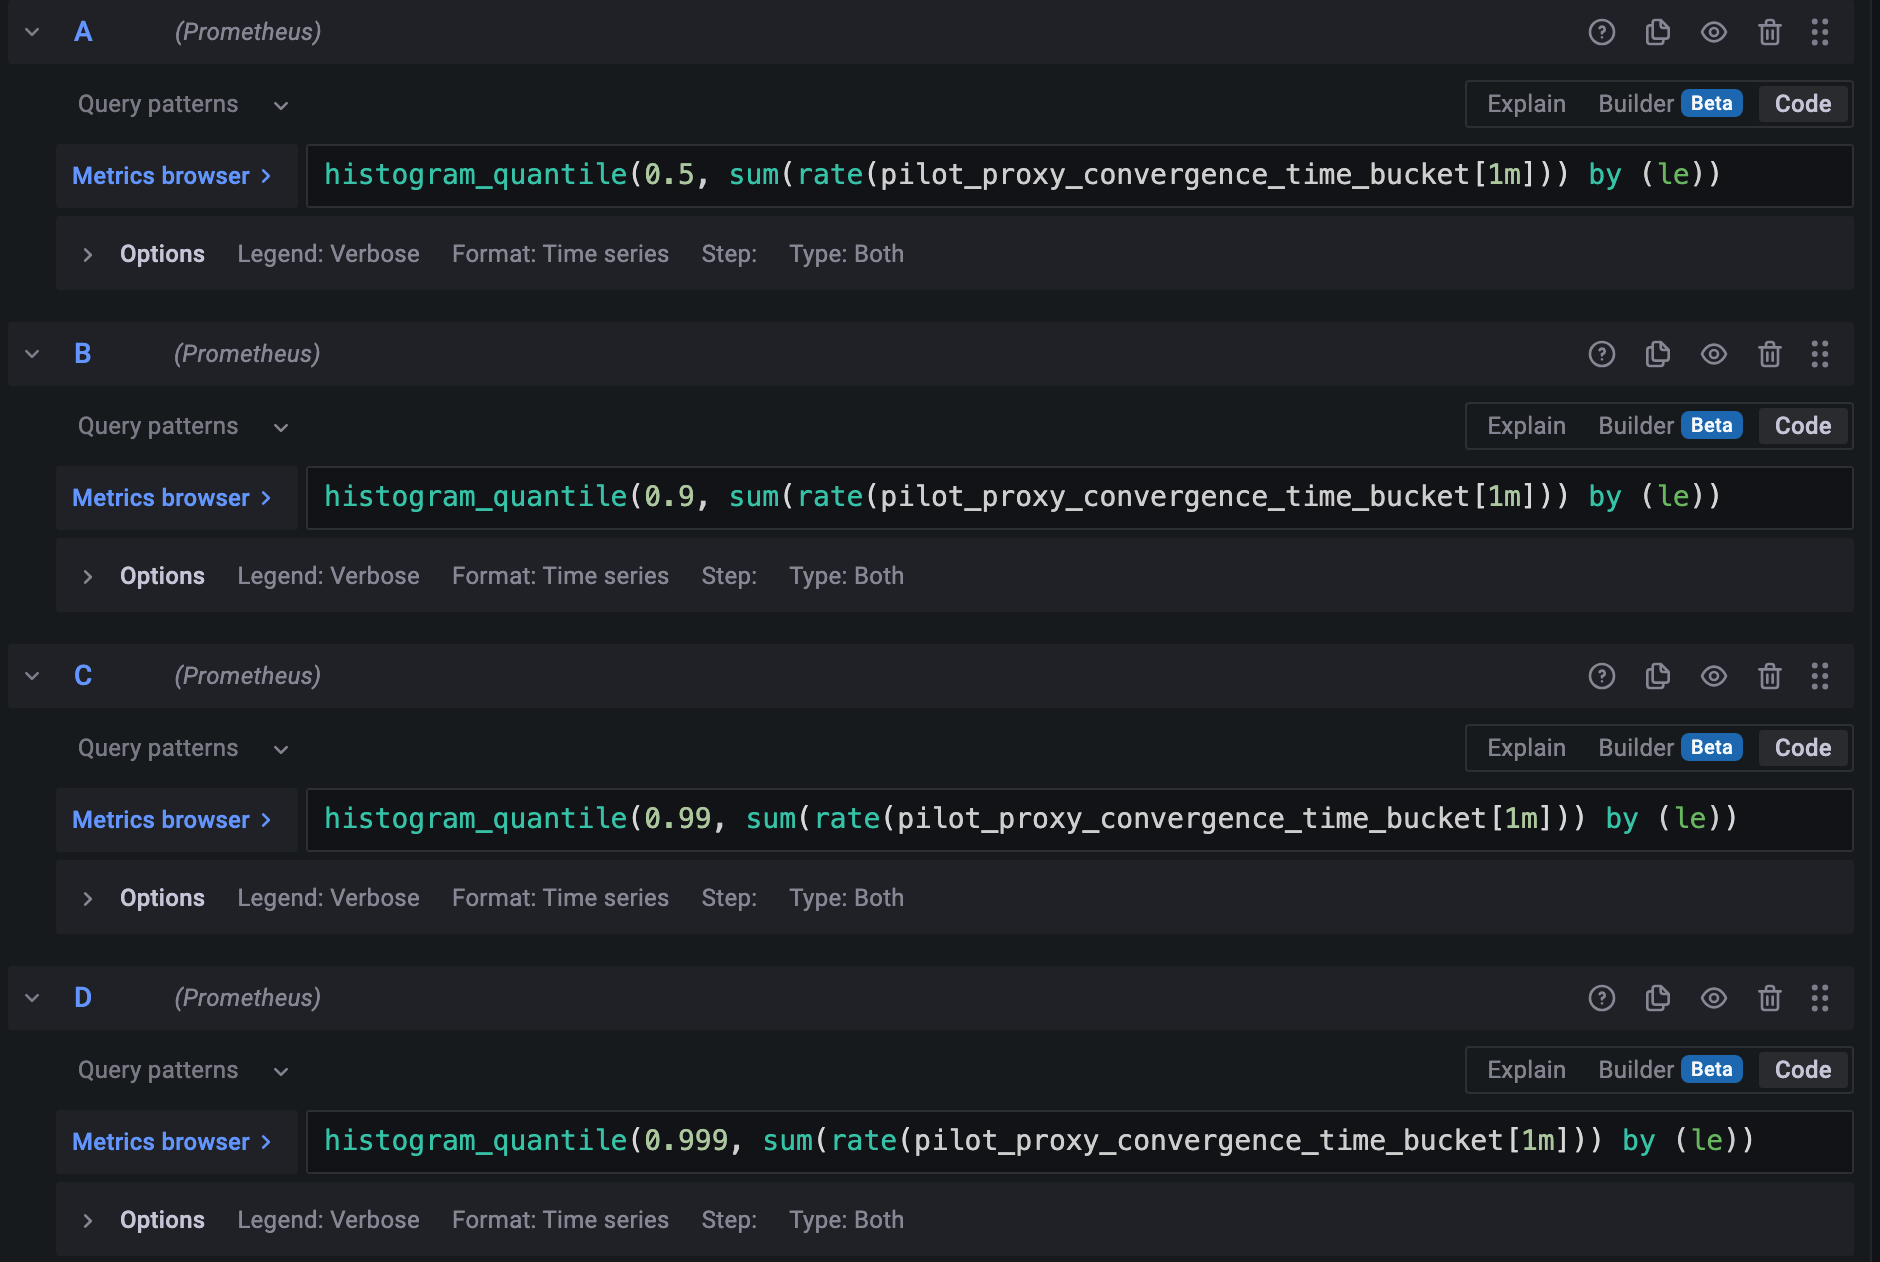 A (Prometheus)
Query patterns Explain Builder Beta Code
Metrics browser > histogram_quantile(0.5, sum(rate(pilot_proxy_convergence_time_bucket[1m])) by (le))
Options Legend: Verbose Format: Time series Step: Type: Both
B (Prometheus)
Query patterns Explain Builder Beta Code
Metrics browser > histogram_quantile(0.9, sum(rate(pilot_proxy_convergence_time_bucket[1m])) by (le))
Options Legend: Verbose Format: Time series Step: Type: Both
C (Prometheus)
Query patterns Explain Builder Beta Code
Metrics browser > histogram_quantile(0.99, sum(rate(pilot_proxy_convergence_time_bucket[1m])) by (le))
Options Legend: Verbose Format: Time series Step: Type: Both
D (Prometheus)
Query patterns Explain Builder Beta Code
Metrics browser > histogram_quantile(0.999, sum(rate(pilot_proxy_convergence_time_bucket[1m])) by (le))
Options Legend: Verbose Format: Time series Step: Type: Both